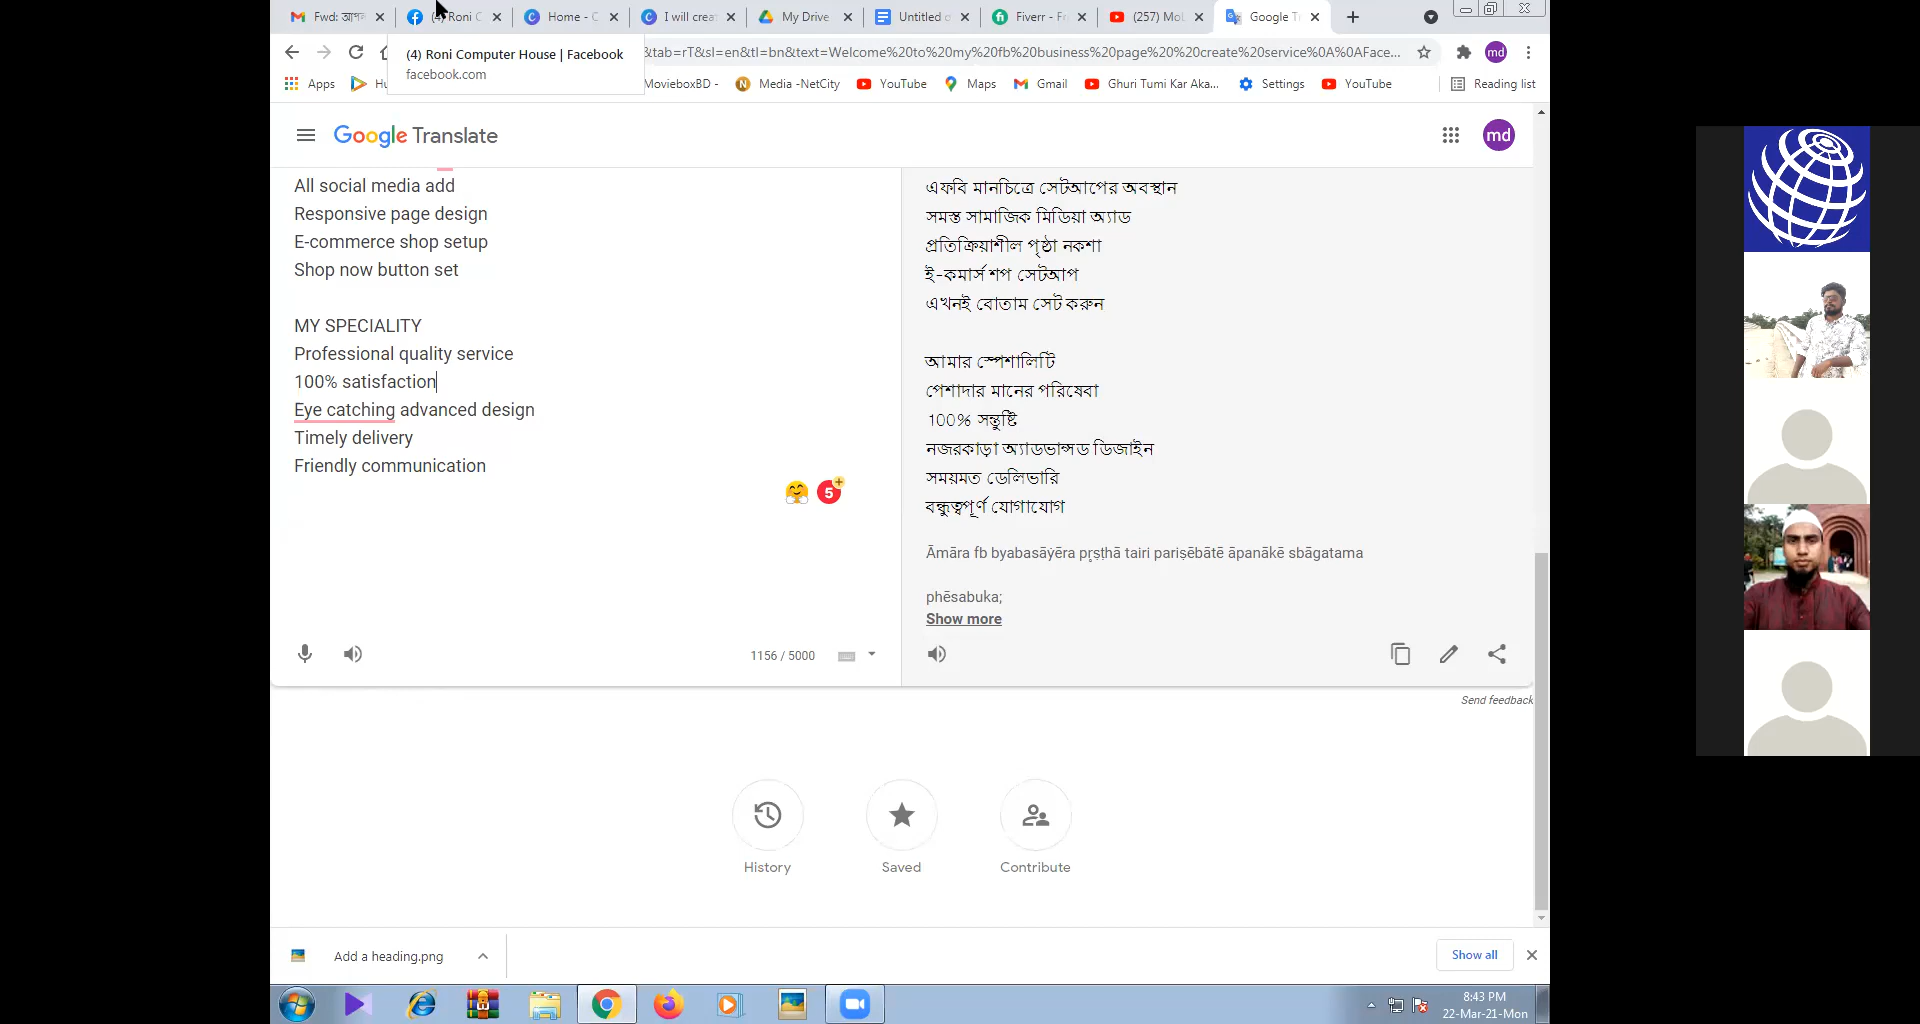 Fwd: আপন
(4) Roni C
Home - C
I will crea
My Drive
Untitled d
Fiverr - Fr
(257) Mo
Google Tr
(4) Roni Computer House | Facebook
facebook.com
&tab=rT&sl=en&tl=bn&text=Welcome%20to%20my%20fb%20business%20page%20%20create%20service%0A%0AFace...
md
Apps
MovieboxBD -
Media -NetCity
YouTube
Maps
Gmail
Ghuri Tumi Kar Aka...
Settings
YouTube
Reading list
Google Translate
md
All social media add
Responsive page design
E-commerce shop setup
Shop now button set
MY SPECIALITY
Professional quality service
100% satisfaction
Eye catching advanced design
Timely delivery
Friendly communication
5
1156 / 5000
এফবি মানচিত্রে সেটআপের অবস্থান
সমস্ত সামাজিক মিডিয়া অ্যাড
প্রতিক্রিয়াশীল পৃষ্ঠা নকশা
ই-কমার্স শপ সেটআপ
এখনই বোতাম সেট করুন
আমার স্পেশালিটি
পেশাদার মানের পরিষেবা
100% সন্তুষ্টি
নজরকাড়া অ্যাডভান্সড ডিজাইন
সময়মত ডেলিভারি
বন্ধুত্বপূর্ণ যোগাযোগ
Āmāra fb byabasāẏēra pr̥ṣṭhā tairi pariṣēbātē āpanākē sbāgatama
phēsabuka;
Show more
Send feedback
History
Saved
Contribute
Add a heading.png
Show all
8:43 PM
22-Mar-21-Mon